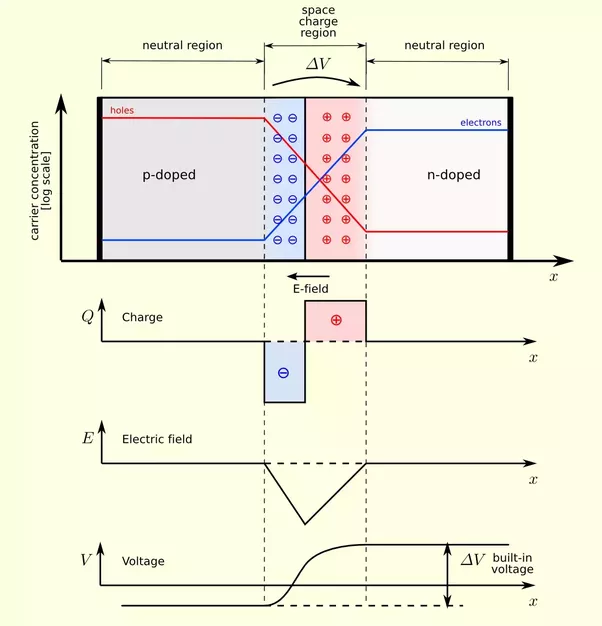 space
charge
region
neutral region
neutral region
ΔV
holes
electrons
carrier concentration
[log scale]
p-doped
n-doped
⊖ ⊖ ⊕ ⊕
⊖ ⊖ ⊕ ⊕
⊖ ⊖ ⊕ ⊕
⊖ ⊖ ⊕ ⊕
⊖ ⊖ ⊕ ⊕
⊖ ⊖ ⊕ ⊕
⊖ ⊖ ⊕ ⊕
x
E-field
Q
Charge
⊕
x
⊖
E
Electric field
x
V
Voltage
ΔV
built-in
voltage
x